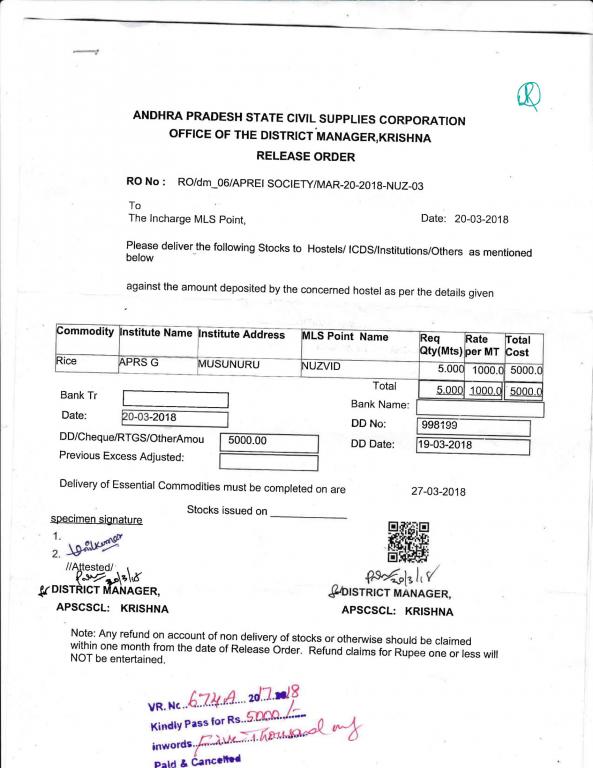 ANDHRA PRADESH STATE CIVIL SUPPLIES CORPORATION
OFFICE OF THE DISTRICT MANAGER,KRISHNA
RELEASE ORDER
RO No : RO/dm_06/APREI SOCIETY/MAR-20-2018-NUZ-03
To
The Incharge MLS Point, Date: 20-03-2018
Please deliver the following Stocks to Hostels/ ICDS/Institutions/Others as mentioned
below
against the amount deposited by the concerned hostel as per the details given
Commodity Institute Name Institute Address MLS Point Name Req Qty(Mts) Rate per MT Total Cost
Rice APRS G MUSUNURU NUZVID 5.000 1000.0 5000.0
Total 5.000 1000.0 5000.0
Bank Tr Bank Name:
Date: 20-03-2018 DD No: 998199
DD/Cheque/RTGS/OtherAmou 5000.00 DD Date: 19-03-2018
Previous Excess Adjusted:
Delivery of Essential Commodities must be completed on are 27-03-2018
Stocks issued on
specimen signature
1.
2.
//Attested/
20/3/18 20/3/18
DISTRICT MANAGER, DISTRICT MANAGER,
APSCSCL: KRISHNA APSCSCL: KRISHNA
Note: Any refund on account of non delivery of stocks or otherwise should be claimed
within one month from the date of Release Order. Refund claims for Rupee one or less will
NOT be entertained.
VR. No. 674A 2017-18
Kindly Pass for Rs. 5000/-
inwords Five Thousand only
Paid & Cancelled